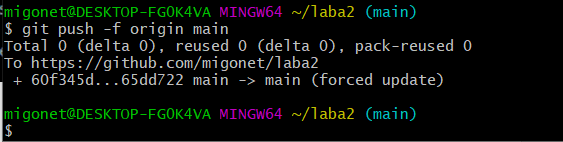 migonet@DESKTOP-FG0K4VA MINGW64 ~/laba2 (main)
$ git push -f origin main
Total 0 (delta 0), reused 0 (delta 0), pack-reused 0
To https://github.com/migonet/laba2
 + 60f345d...65dd722 main -> main (forced update)

migonet@DESKTOP-FG0K4VA MINGW64 ~/laba2 (main)
$